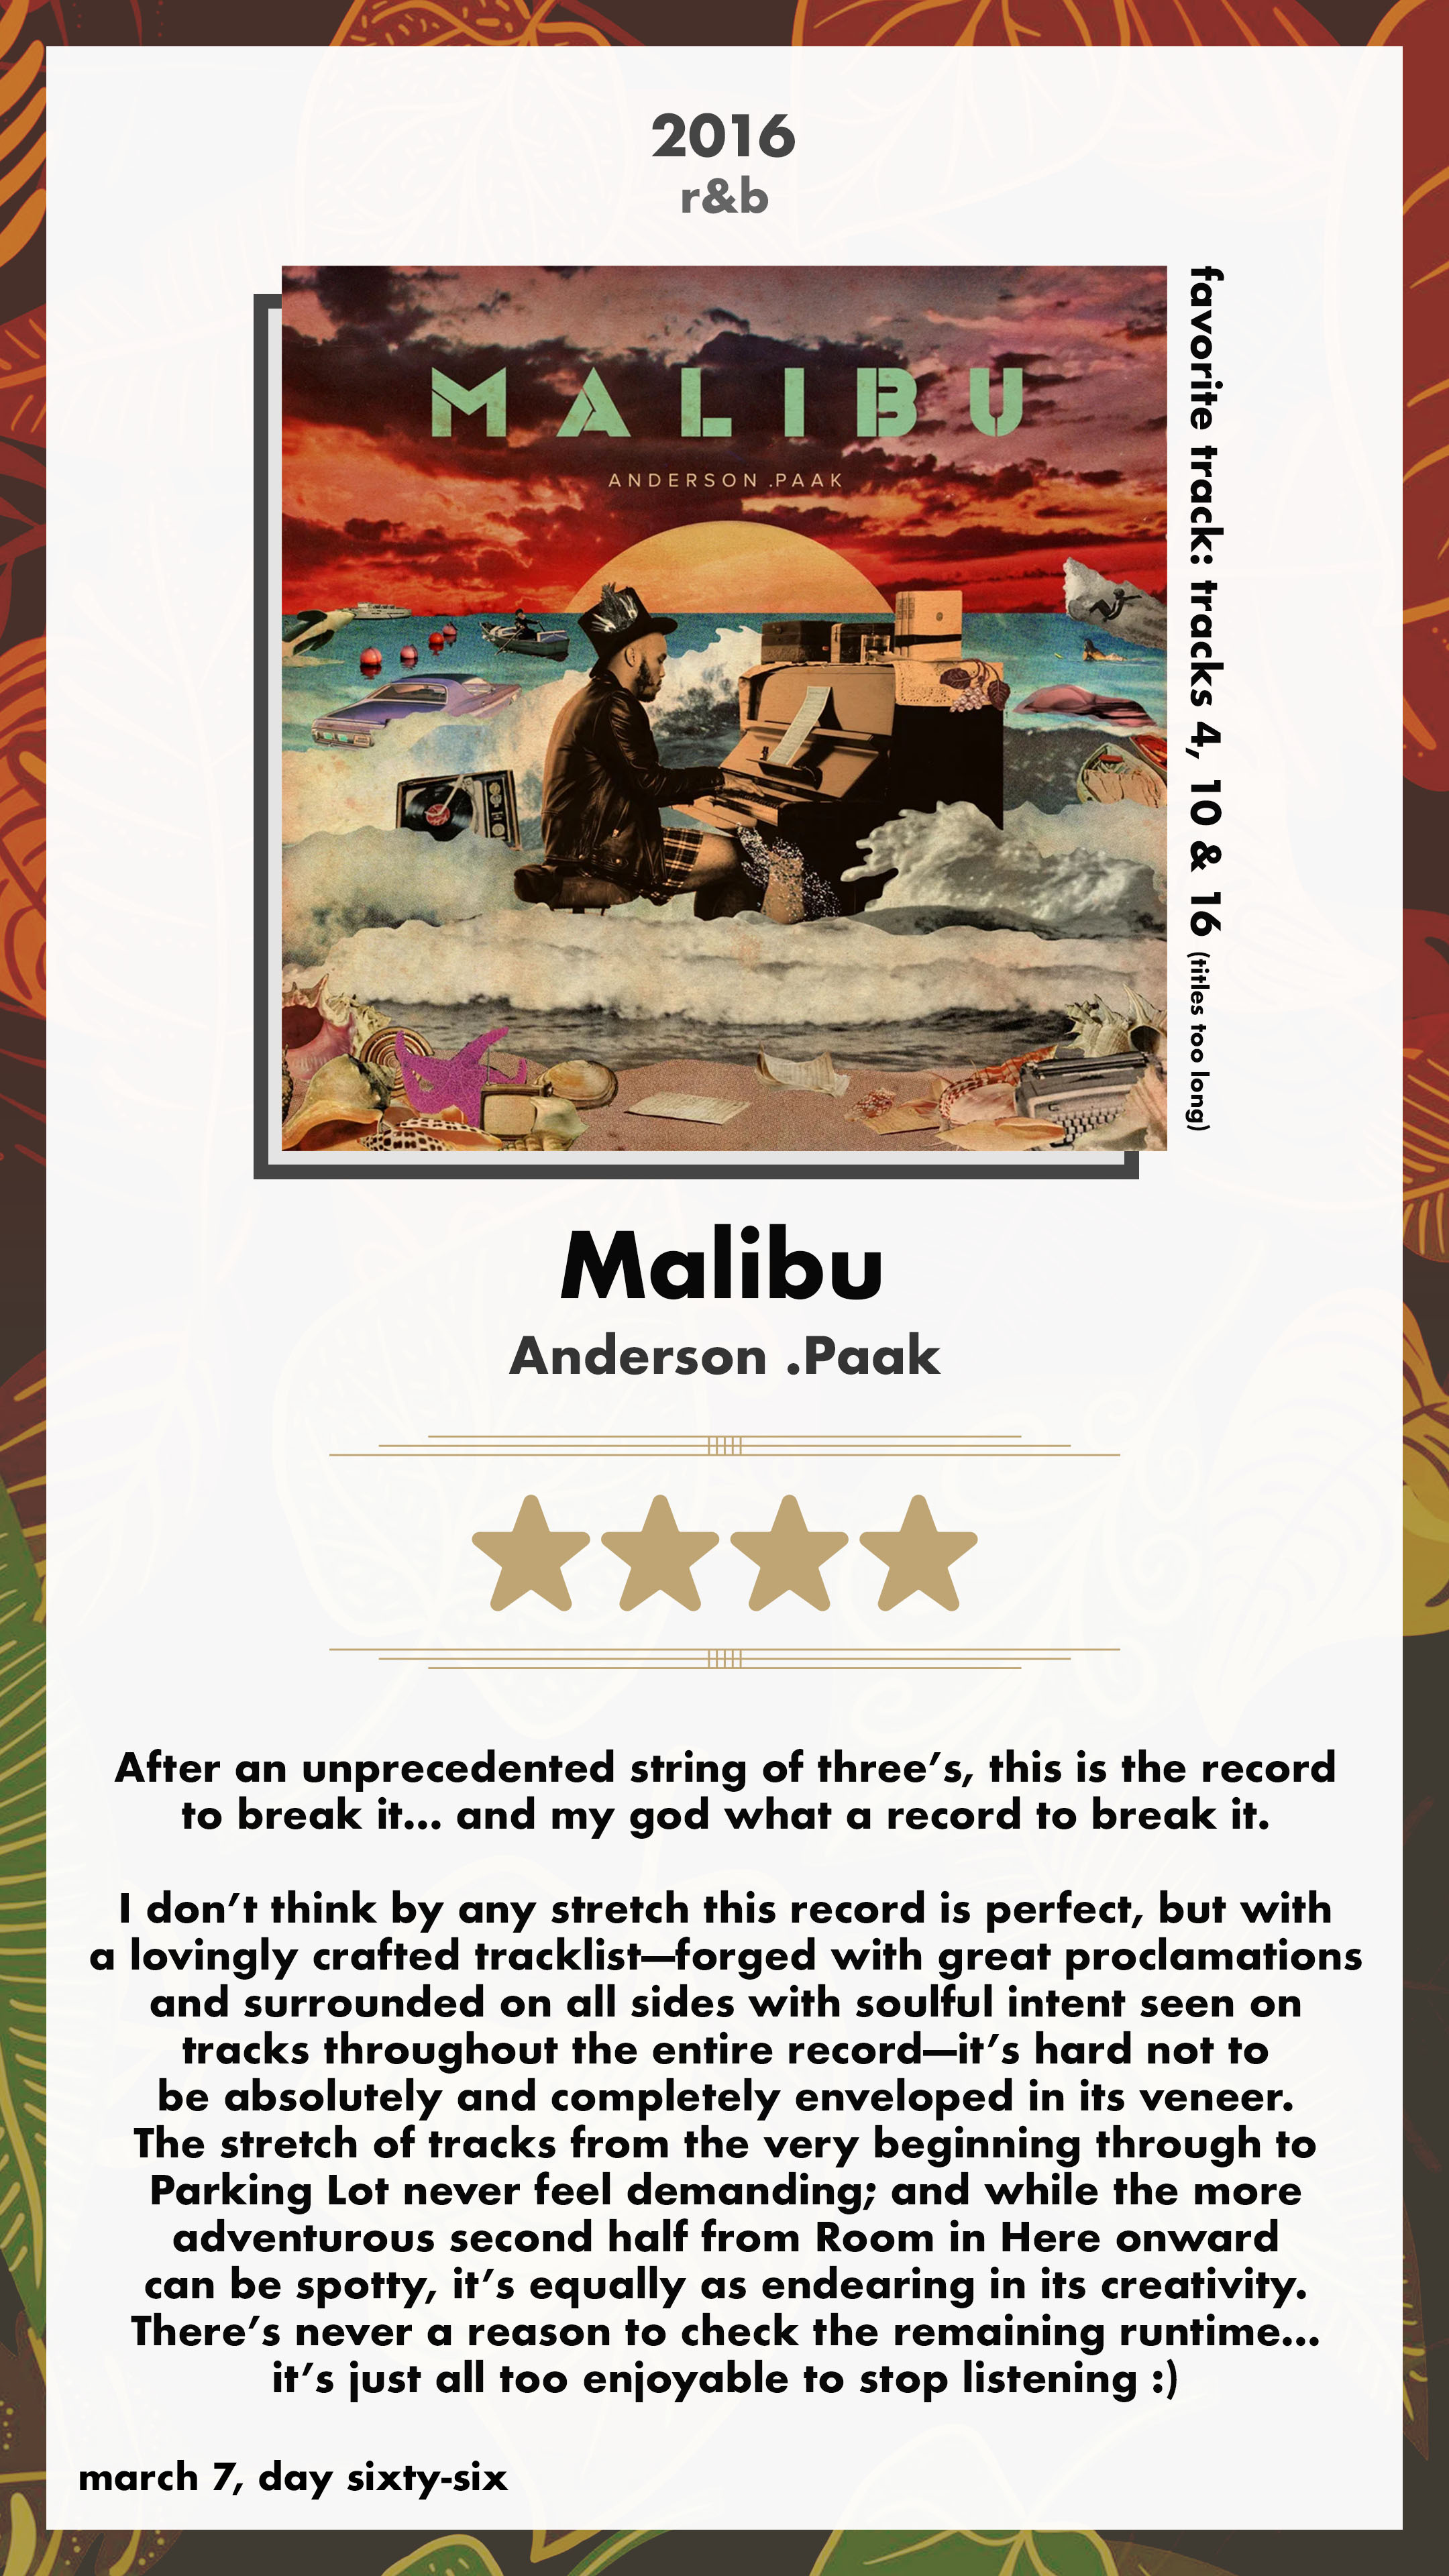 2016
r&b
MALIBU
ANDERSON .PAAK
favorite track: tracks 4, 10 & 16 (titles too long)
Malibu
Anderson .Paak
After an unprecedented string of three’s, this is the record
to break it... and my god what a record to break it.
I don’t think by any stretch this record is perfect, but with
a lovingly crafted tracklist—forged with great proclamations
and surrounded on all sides with soulful intent seen on
tracks throughout the entire record—it’s hard not to
be absolutely and completely enveloped in its veneer.
The stretch of tracks from the very beginning through to
Parking Lot never feel demanding; and while the more
adventurous second half from Room in Here onward
can be spotty, it’s equally as endearing in its creativity.
There’s never a reason to check the remaining runtime...
it’s just all too enjoyable to stop listening :)
march 7, day sixty-six